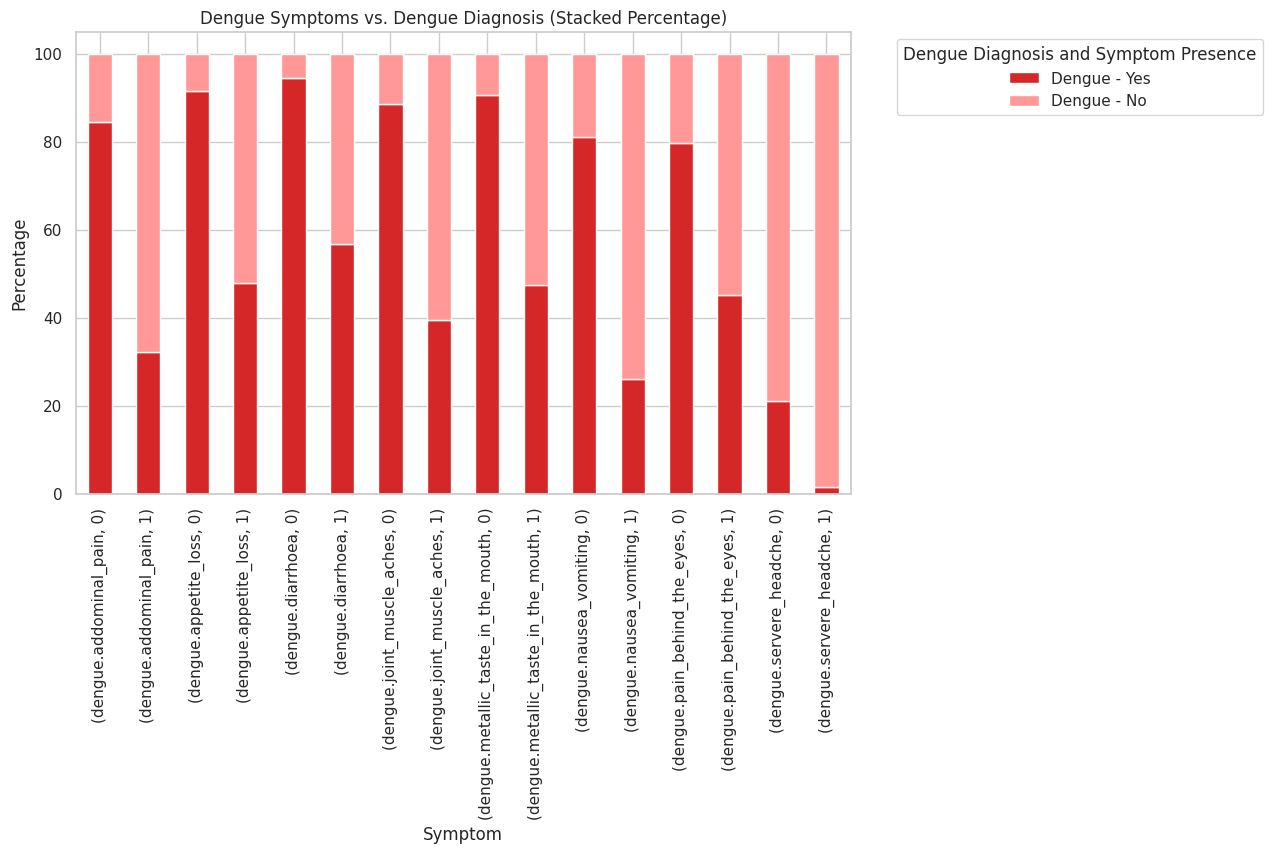 Dengue Symptoms vs. Dengue Diagnosis (Stacked Percentage)
Dengue Diagnosis and Symptom Presence
Dengue - Yes
Dengue - No
Percentage
100
80
60
40
20
0
(dengue.addominal_pain, 0)
(dengue.addominal_pain, 1)
(dengue.appetite_loss, 0)
(dengue.appetite_loss, 1)
(dengue.diarrhoea, 0)
(dengue.diarrhoea, 1)
(dengue.joint_muscle_aches, 0)
(dengue.joint_muscle_aches, 1)
(dengue.metallic_taste_in_the_mouth, 0)
(dengue.metallic_taste_in_the_mouth, 1)
(dengue.nausea_vomiting, 0)
(dengue.nausea_vomiting, 1)
(dengue.pain_behind_the_eyes, 0)
(dengue.pain_behind_the_eyes, 1)
(dengue.servere_headche, 0)
(dengue.servere_headche, 1)
Symptom